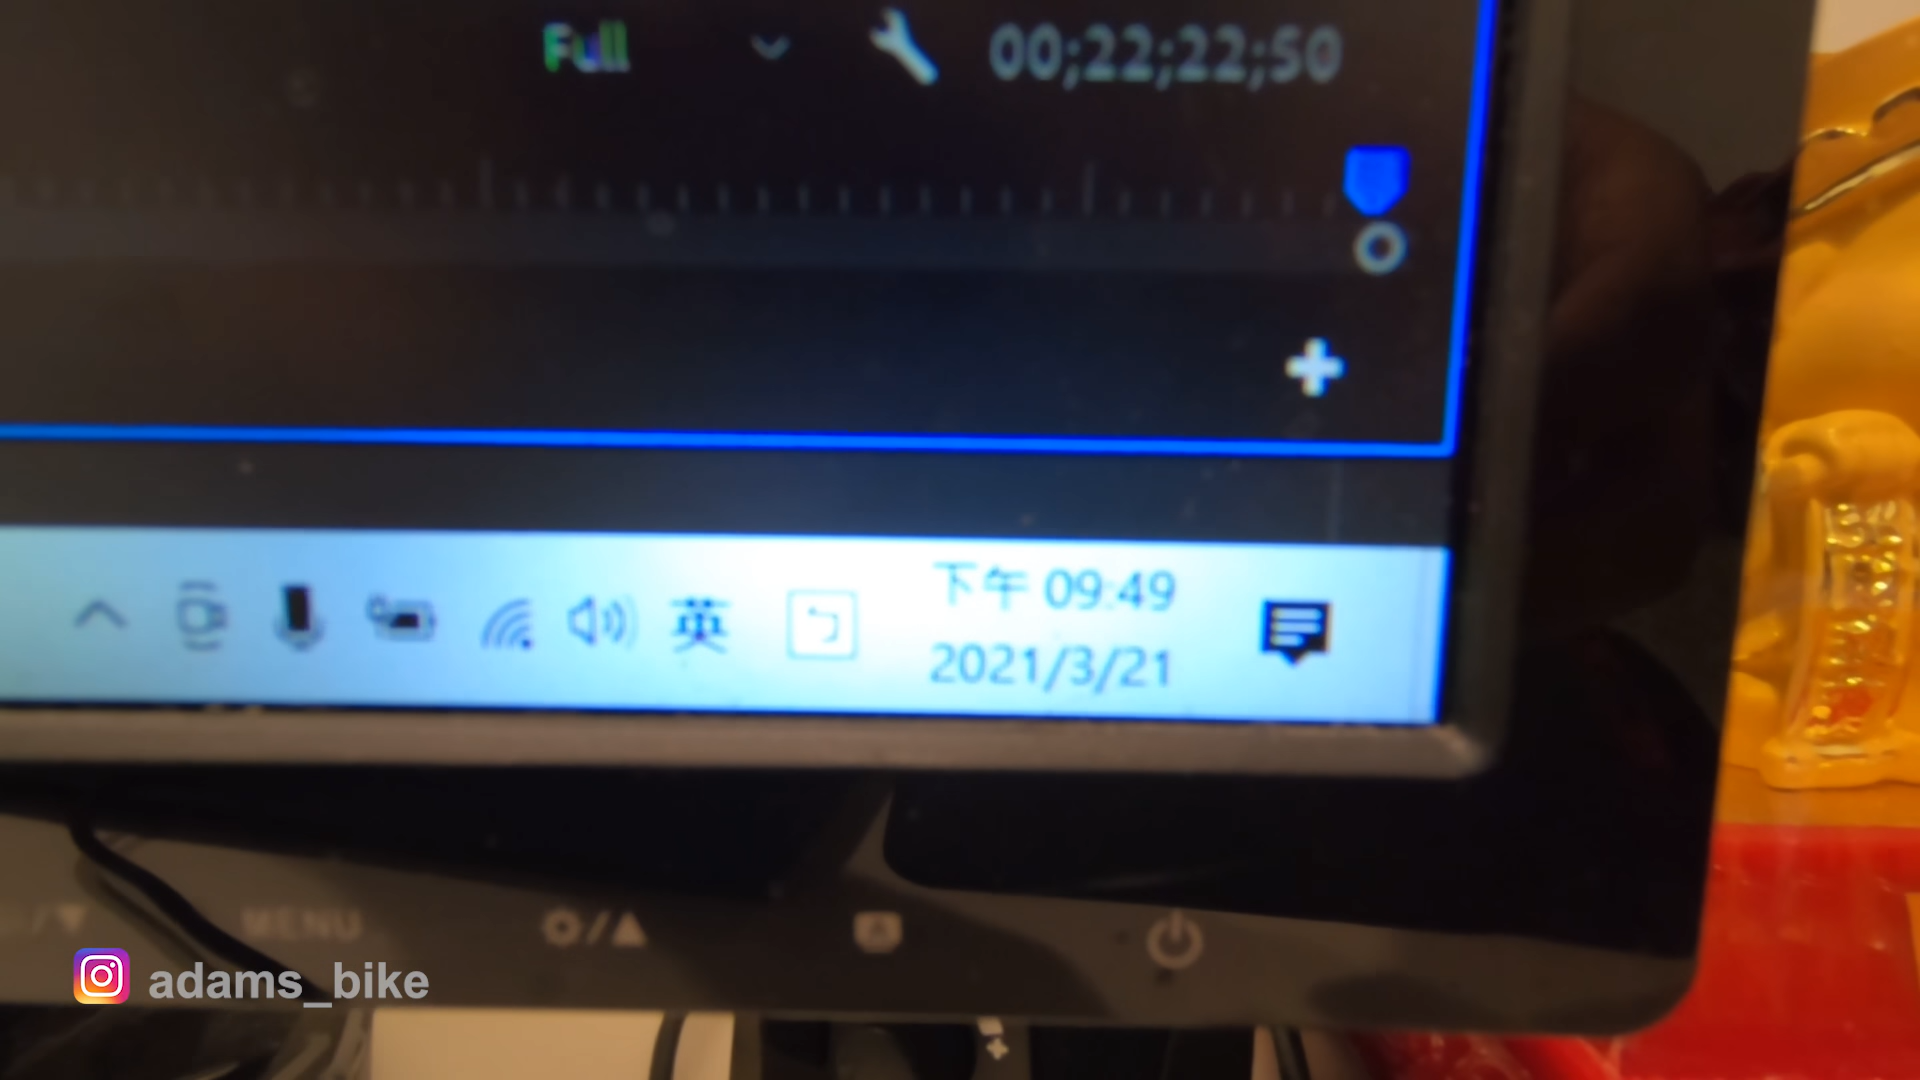 Full 00;22;22;50
英 ㄅ 下午 09:49
2021/3/21
MENU
adams_bike